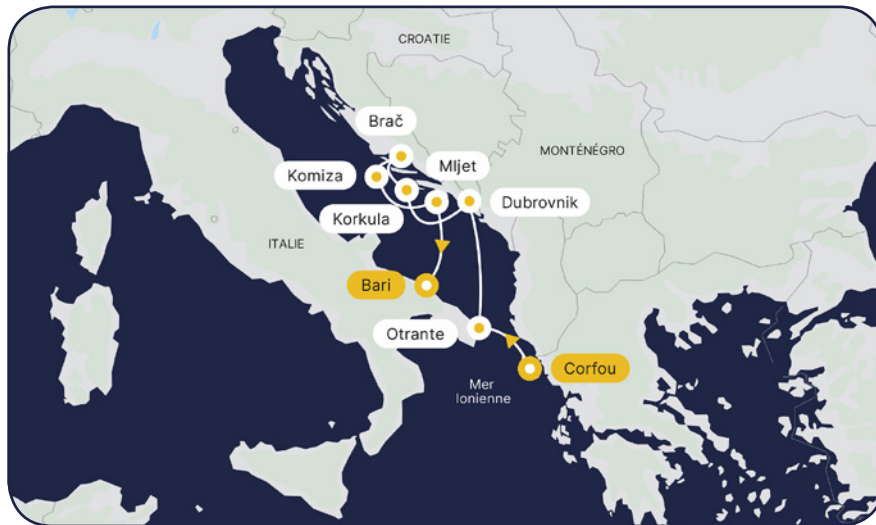 CROATIE
Brač
Mljet
MONTÉNÉGRO
Komiza
Korkula
Dubrovnik
ITALIE
Bari
Otrante
Corfou
Mer
Ionienne